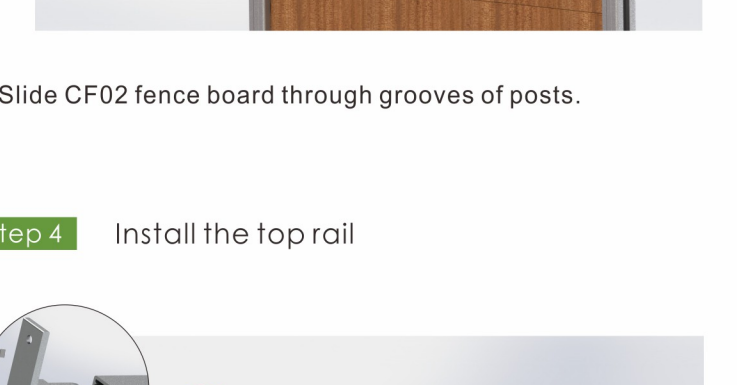 Slide CF02 fence board through grooves of posts.
tep 4 Install the top rail